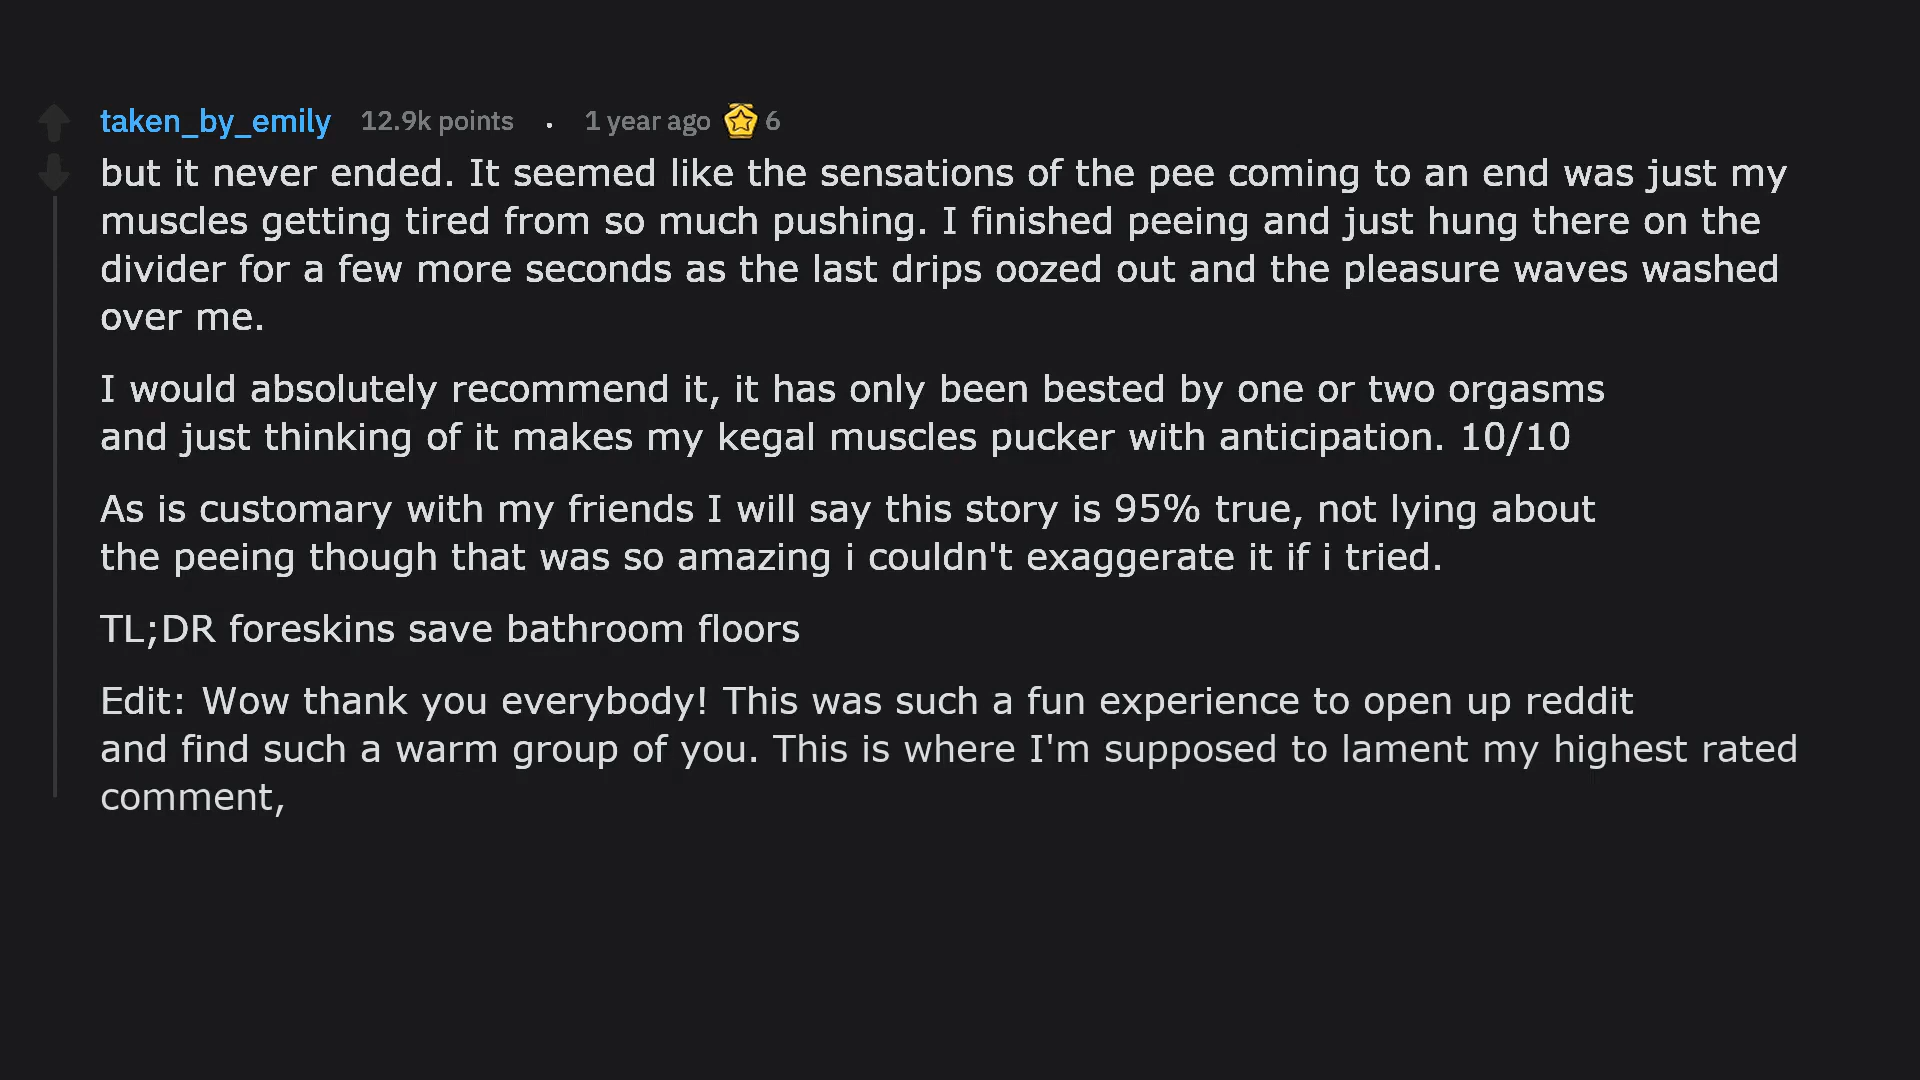 taken_by_emily 12.9k points . 1 year ago 6
but it never ended. It seemed like the sensations of the pee coming to an end was just my
muscles getting tired from so much pushing. I finished peeing and just hung there on the
divider for a few more seconds as the last drips oozed out and the pleasure waves washed
over me.
I would absolutely recommend it, it has only been bested by one or two orgasms
and just thinking of it makes my kegal muscles pucker with anticipation. 10/10
As is customary with my friends I will say this story is 95% true, not lying about
the peeing though that was so amazing i couldn't exaggerate it if i tried.
TL;DR foreskins save bathroom floors
Edit: Wow thank you everybody! This was such a fun experience to open up reddit
and find such a warm group of you. This is where I'm supposed to lament my highest rated
comment,